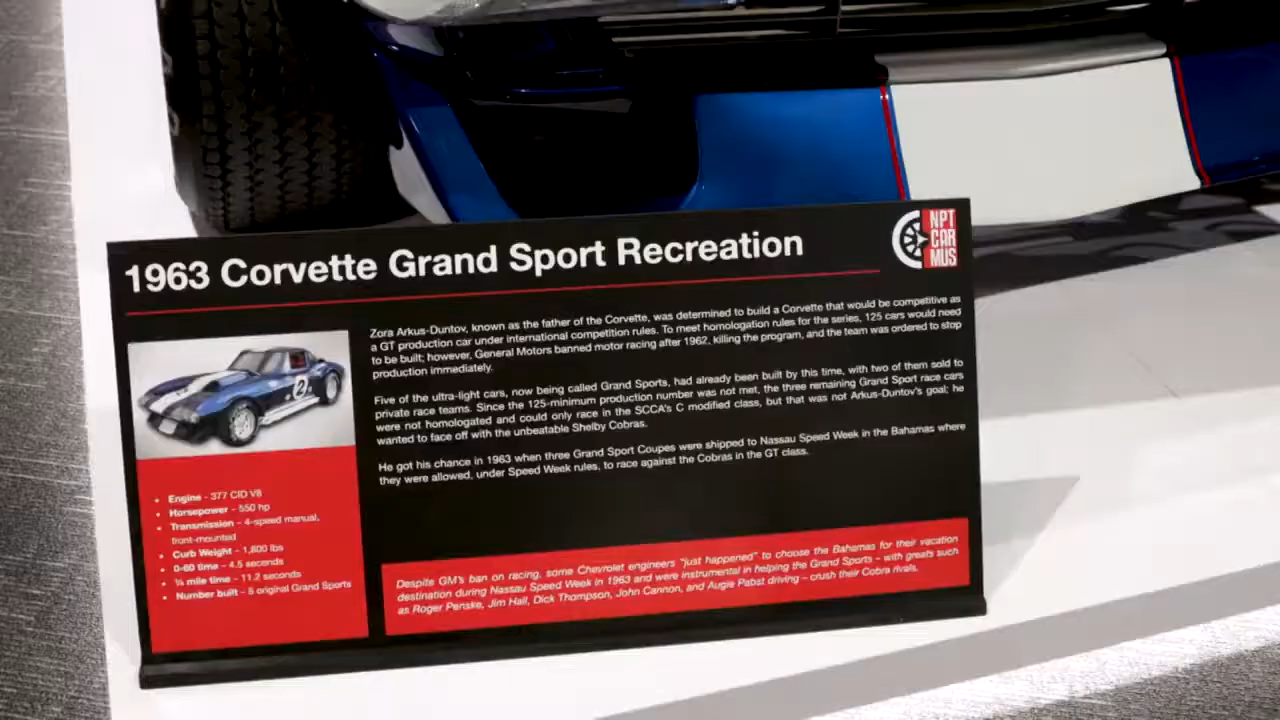 1963 Corvette Grand Sport Recreation
NPT
CAR
MUS
Zora Arkus-Duntov, known as the father of the Corvette, was determined to build a Corvette that would be competitive as
a GT production car under international competition rules. To meet homologation rules for the series, 125 cars would need
to be built; however, General Motors banned motor racing after 1962, killing the program, and the team was ordered to stop
production immediately.
Five of the ultra-light cars, now being called Grand Sports, had already been built by this time, with two of them sold to
private race teams. Since the 125-minimum production number was not met, the three remaining Grand Sport race cars
were not homologated and could only race in the SCCA's C modified class, but that was not Arkus-Duntov's goal; he
wanted to face off with the unbeatable Shelby Cobras.
He got his chance in 1963 when three Grand Sport Coupes were shipped to Nassau Speed Week in the Bahamas where
they were allowed, under Speed Week rules, to race against the Cobras in the GT class.
2
• Engine - 377 CID V8
• Horsepower - 550 hp
• Transmission - 4-speed manual,
front-mounted
• Curb Weight - 1,800 lbs
• 0-60 time - 4.5 seconds
• ¼ mile time - 11.2 seconds
• Number built - 5 original Grand Sports
Despite GM's ban on racing, some Chevrolet engineers "just happened" to choose the Bahamas for their vacation
destination during Nassau Speed Week in 1963 and were instrumental in helping the Grand Sports – with greats such
as Roger Penske, Jim Hall, Dick Thompson, John Cannon, and Augie Pabst driving – crush their Cobra rivals.